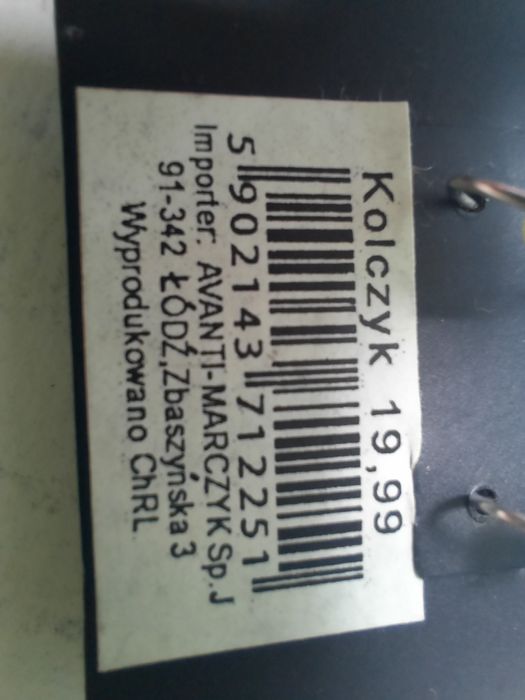 Kolczyk 19,99
5 902143 712251
Importer: AVANTI-MARCZYK Sp.J
91-342 ŁÓDŹ,Zbaszyńska 3
Wyprodukowano ChRL